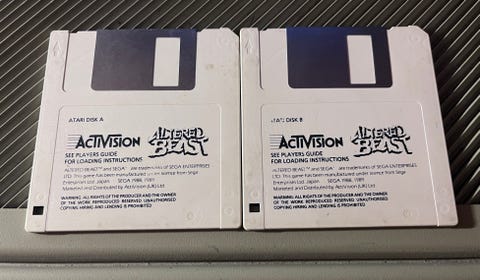 ATARI DISK A
ACTIVISION
ALTERED BEAST
SEE PLAYERS GUIDE
FOR LOADING INSTRUCTIONS
ALTERED BEAST™ and SEGA™ are trademarks of SEGA ENTERPRISES
LTD. This game has been manufactured under license from Sega
Enterprises Ltd. Japan. SEGA 1988, 1989
Marketed and Distributed by Activision (UK) Ltd
WARNING: ALL RIGHTS OF THE PRODUCER AND THE OWNER
OF THE WORK REPRODUCED RESERVED UNAUTHORISED
COPYING HIRING AND LENDING IS PROHIBITED
DISK B
ACTIVISION
ALTERED BEAST
SEE PLAYERS GUIDE
FOR LOADING INSTRUCTIONS
ALTERED BEAST™ and SEGA™ are trademarks of SEGA ENTERPRISES
LTD. This game has been manufactured under license from Sega
Enterprises Ltd. Japan. SEGA 1988, 1989
Marketed and Distributed by Activision (UK) Ltd
WARNING: ALL RIGHTS OF THE PRODUCER AND THE OWNER
OF THE WORK REPRODUCED RESERVED UNAUTHORISED
COPYING HIRING AND LENDING IS PROHIBITED